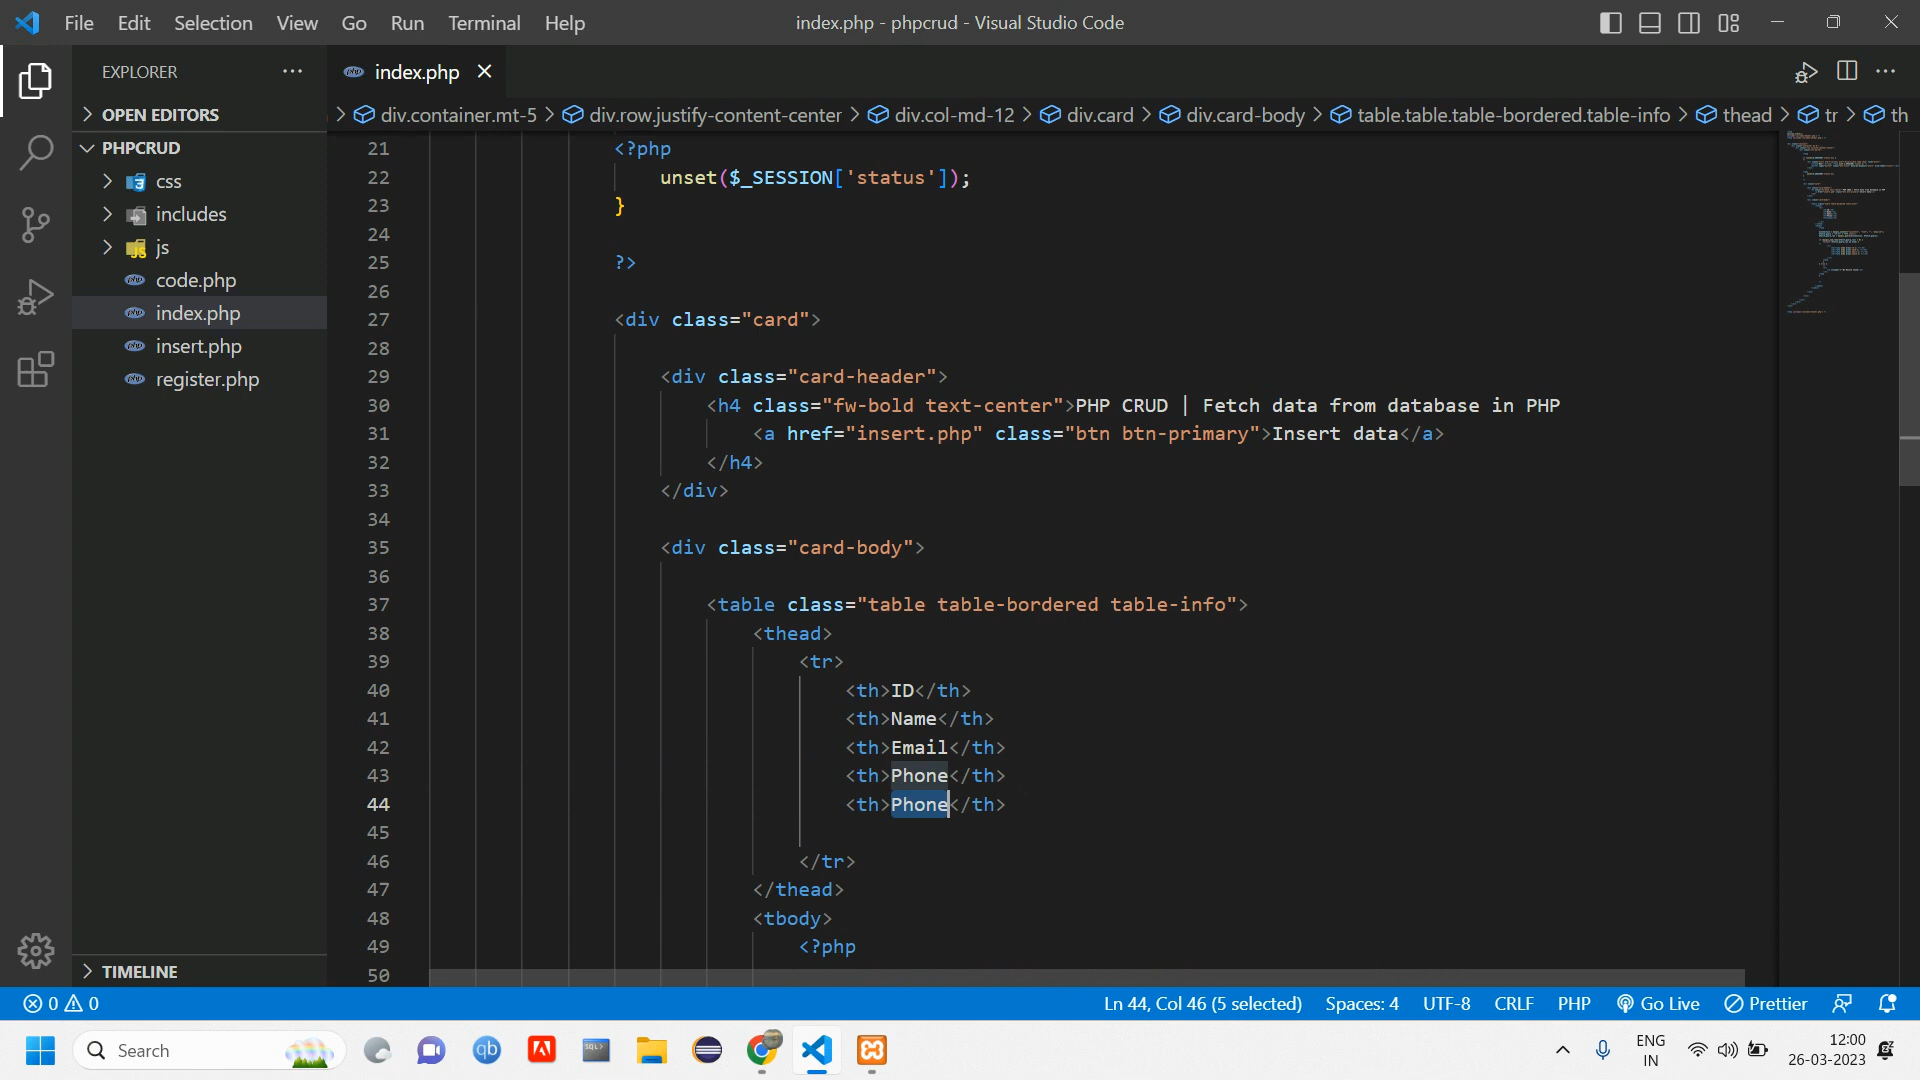 File Edit Selection View Go Run Terminal Help
index.php - phpcrud - Visual Studio Code
EXPLORER
index.php
OPEN EDITORS
div.container.mt-5 > div.row.justify-content-center > div.col-md-12 > div.card > div.card-body > table.table.table-bordered.table-info > thead > tr > th
PHPCRUD
css
includes
js
code.php
index.php
insert.php
register.php
TIMELINE
21 <?php
22 unset($_SESSION['status']);
23 }
24
25 ?>
26
27 <div class="card">
28
29 <div class="card-header">
30 <h4 class="fw-bold text-center">PHP CRUD | Fetch data from database in PHP
31 <a href="insert.php" class="btn btn-primary">Insert data</a>
32 </h4>
33 </div>
34
35 <div class="card-body">
36
37 <table class="table table-bordered table-info">
38 <thead>
39 <tr>
40 <th>ID</th>
41 <th>Name</th>
42 <th>Email</th>
43 <th>Phone</th>
44 <th>Phone</th>
45
46 </tr>
47 </thead>
48 <tbody>
49 <?php
50
0 0
Ln 44, Col 46 (5 selected) Spaces: 4 UTF-8 CRLF PHP Go Live Prettier
Search
ENG
IN
12:00
26-03-2023